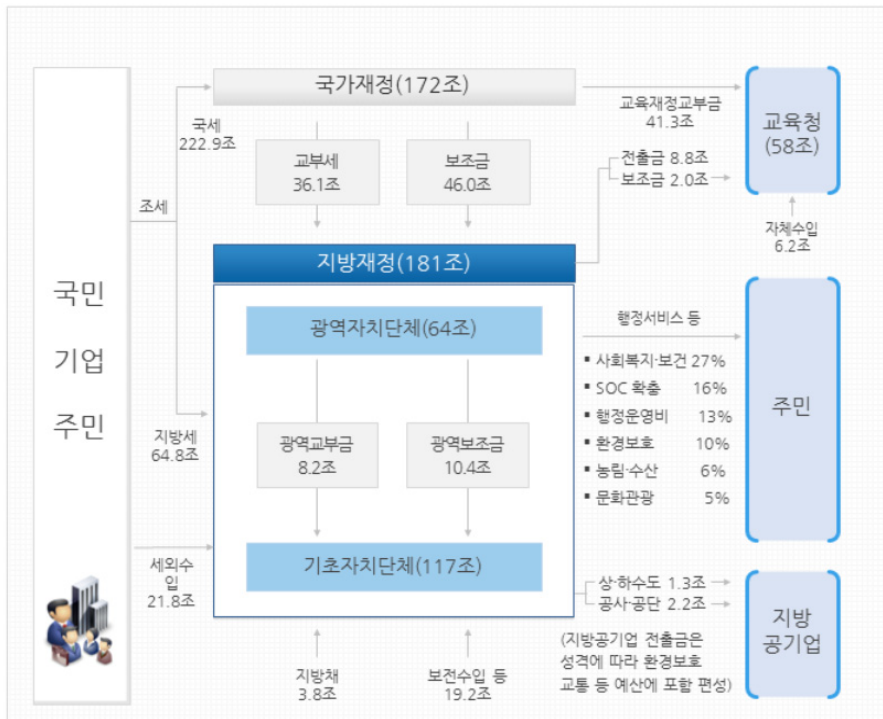 국민
기업
주민
조세
국세
222.9조
지방세
64.8조
세외수
입
21.8조
국가재정(172조)
교부세
36.1조
보조금
46.0조
지방재정(181조)
광역자치단체(64조)
광역교부금
8.2조
광역보조금
10.4조
기초자치단체(117조)
지방채
3.8조
보전수입 등
19.2조
교육재정교부금
41.3조
전출금 8.8조
보조금 2.0조
교육청
(58조)
자체수입
6.2조
행정서비스 등
▪ 사회복지·보건 27%
▪ SOC 확충 16%
▪ 행정운영비 13%
▪ 환경보호 10%
▪ 농림·수산 6%
▪ 문화관광 5%
주민
상·하수도 1.3조
공사·공단 2.2조
(지방공기업 전출금은
성격에 따라 환경보호
교통 등 예산에 포함 편성)
지방
공기업